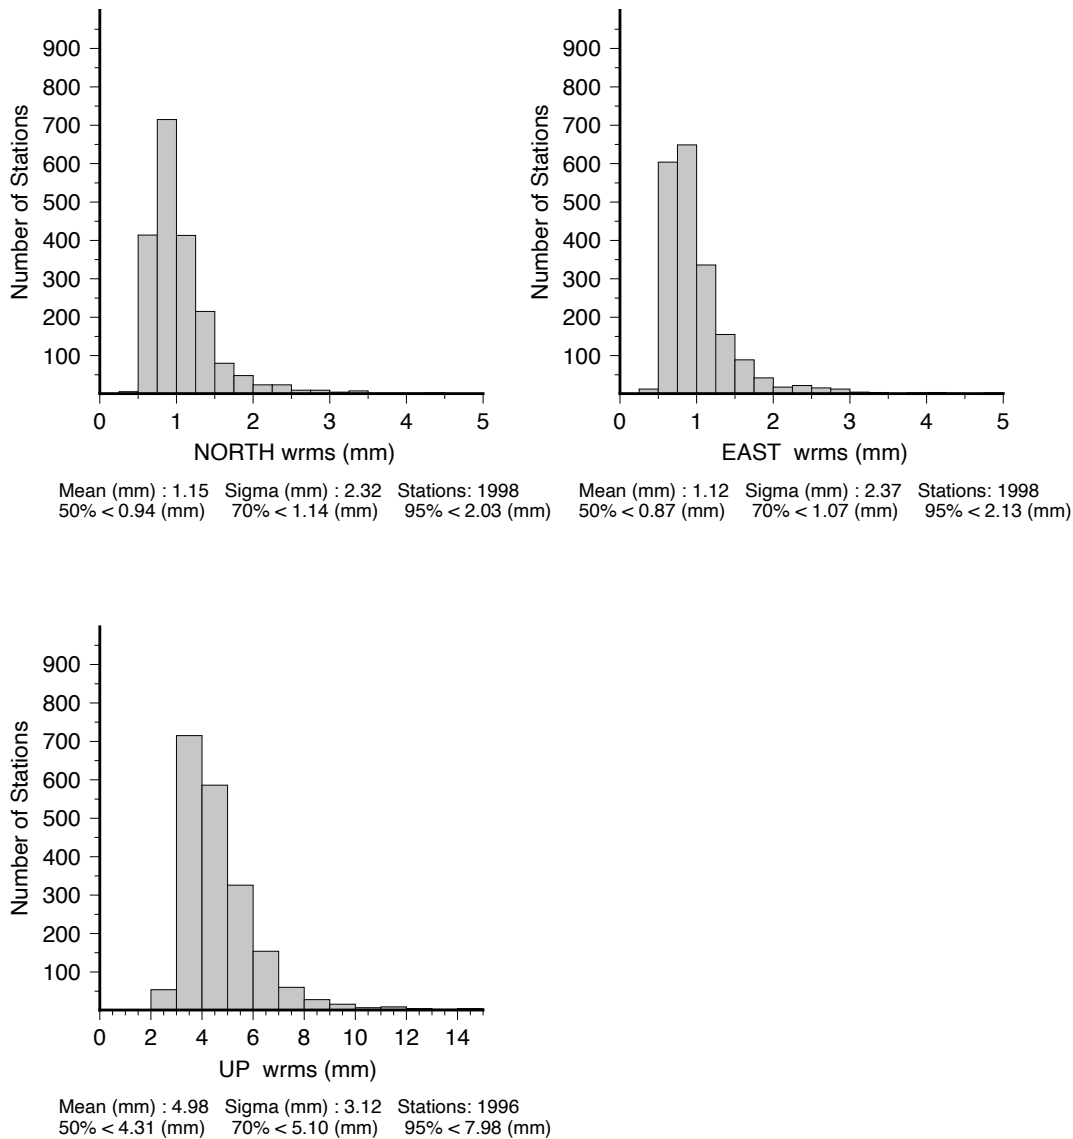 900
800
700
600
500
400
300
200
100
Number of Stations
0 1 2 3 4 5
NORTH wrms (mm)
Mean (mm) : 1.15 Sigma (mm) : 2.32 Stations: 1998
50% < 0.94 (mm) 70% < 1.14 (mm) 95% < 2.03 (mm)
900
800
700
600
500
400
300
200
100
Number of Stations
0 1 2 3 4 5
EAST wrms (mm)
Mean (mm) : 1.12 Sigma (mm) : 2.37 Stations: 1998
50% < 0.87 (mm) 70% < 1.07 (mm) 95% < 2.13 (mm)
900
800
700
600
500
400
300
200
100
Number of Stations
0 2 4 6 8 10 12 14
UP wrms (mm)
Mean (mm) : 4.98 Sigma (mm) : 3.12 Stations: 1996
50% < 4.31 (mm) 70% < 5.10 (mm) 95% < 7.98 (mm)